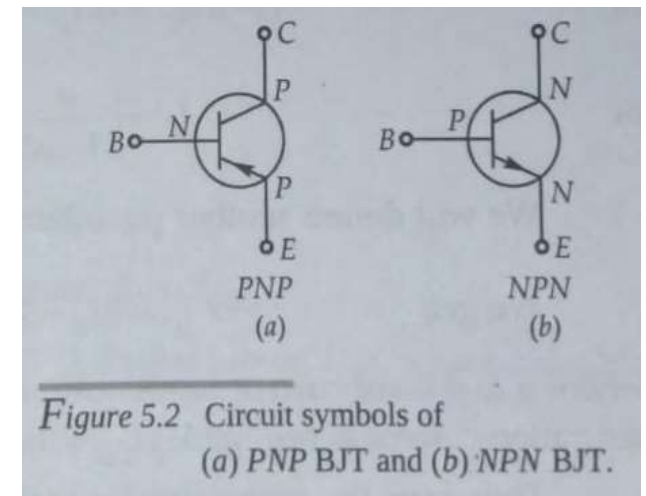 C
P
N
B
P
E
PNP
(a)
C
N
P
B
N
E
NPN
(b)
Figure 5.2 Circuit symbols of
(a) PNP BJT and (b) NPN BJT.